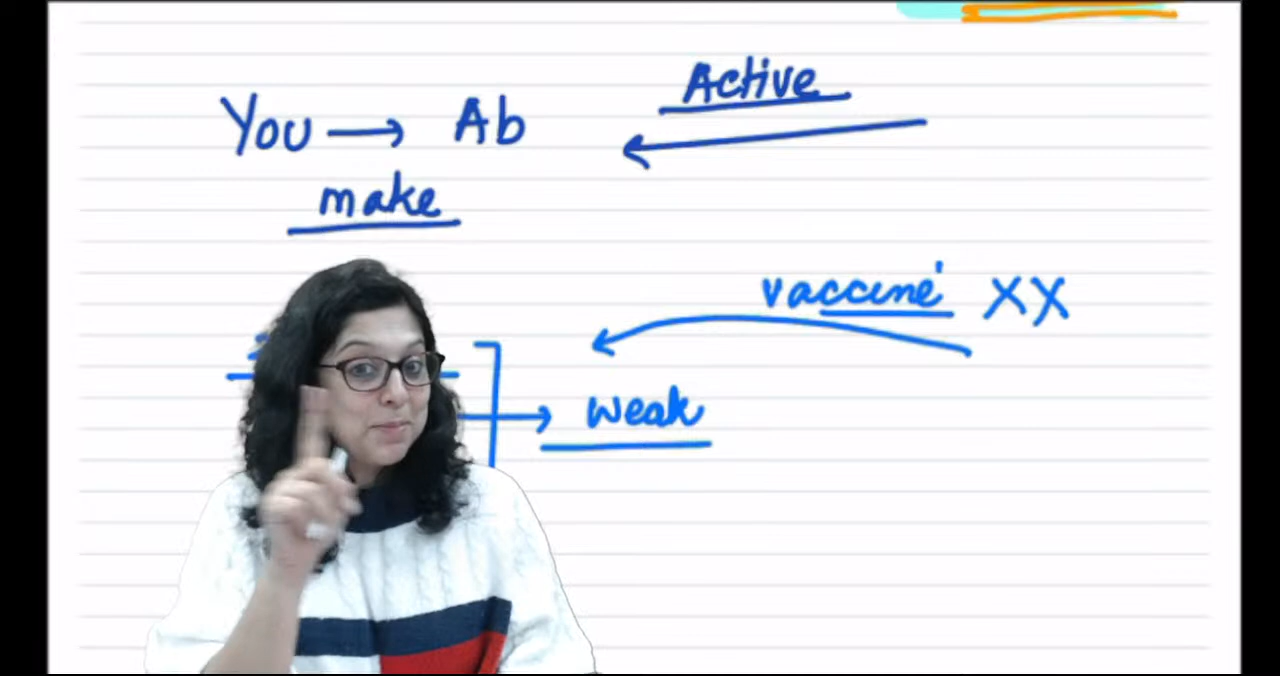 Active
You → Ab
make
vaccine XX
→ weak